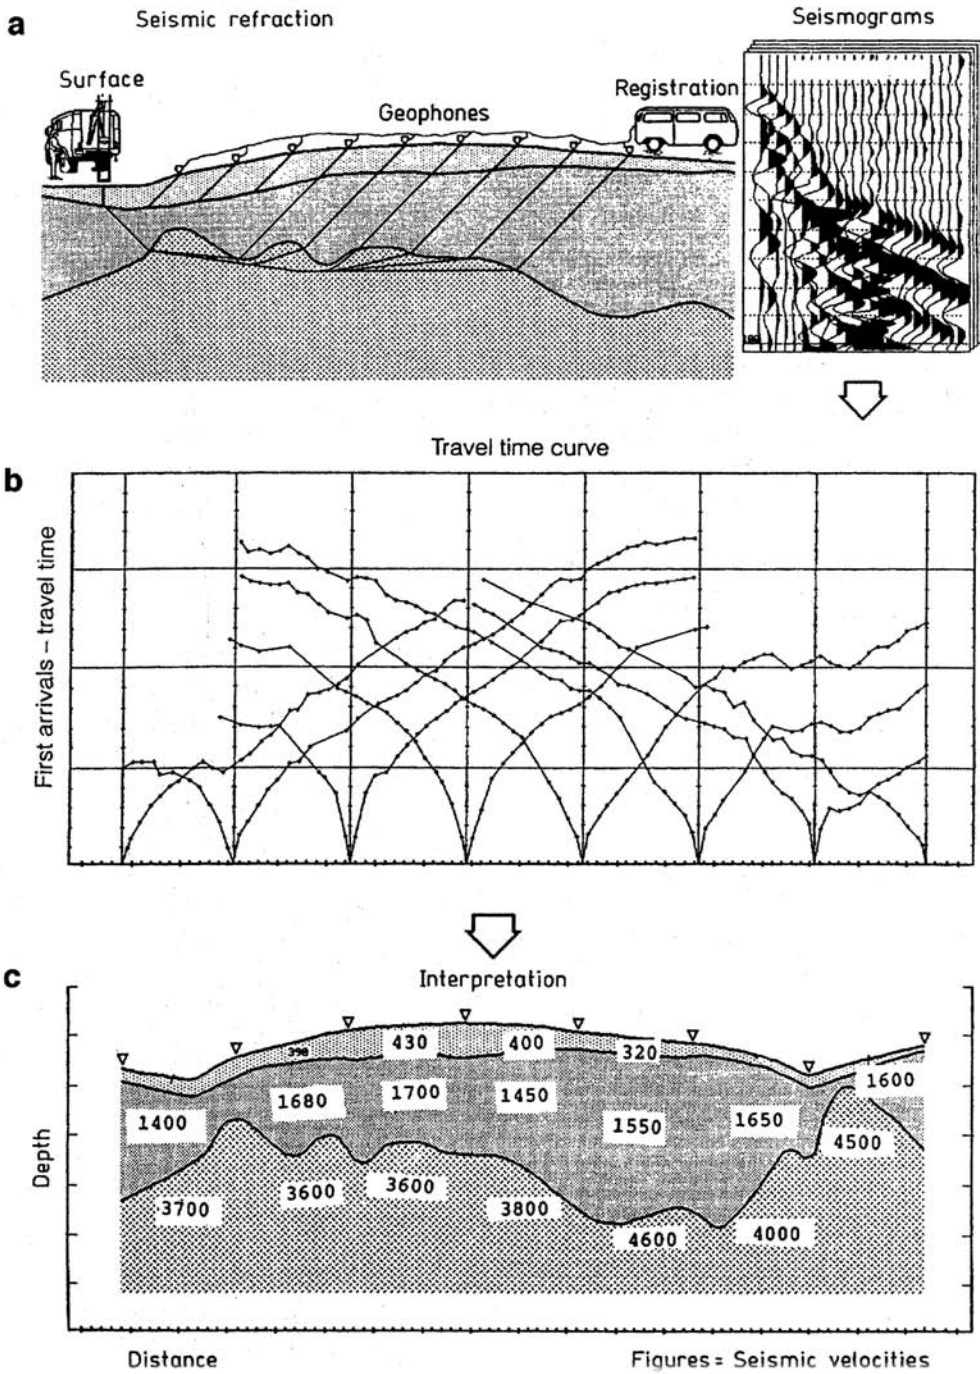 a
Seismic refraction
Seismograms
Surface
Geophones
Registration
Travel time curve
b
First arrivals – travel time
c
Interpretation
430
400
320
390
1600
1400
1680
1700
1450
1550
1650
4500
3700
3600
3600
3800
4600
4000
Depth
Distance
Figures = Seismic velocities